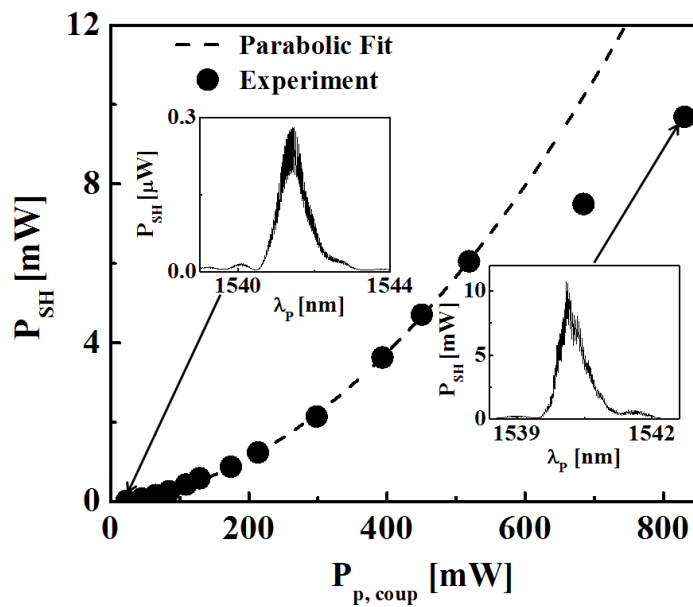 12
Parabolic Fit
Experiment
0.3
P_SH [μW]
0.0
1540 1544
λ_P [nm]
8
P_SH [mW]
10
P_SH [mW]
5
0
1539 1542
λ_P [nm]
4
0
0 200 400 600 800
P_p, coup [mW]